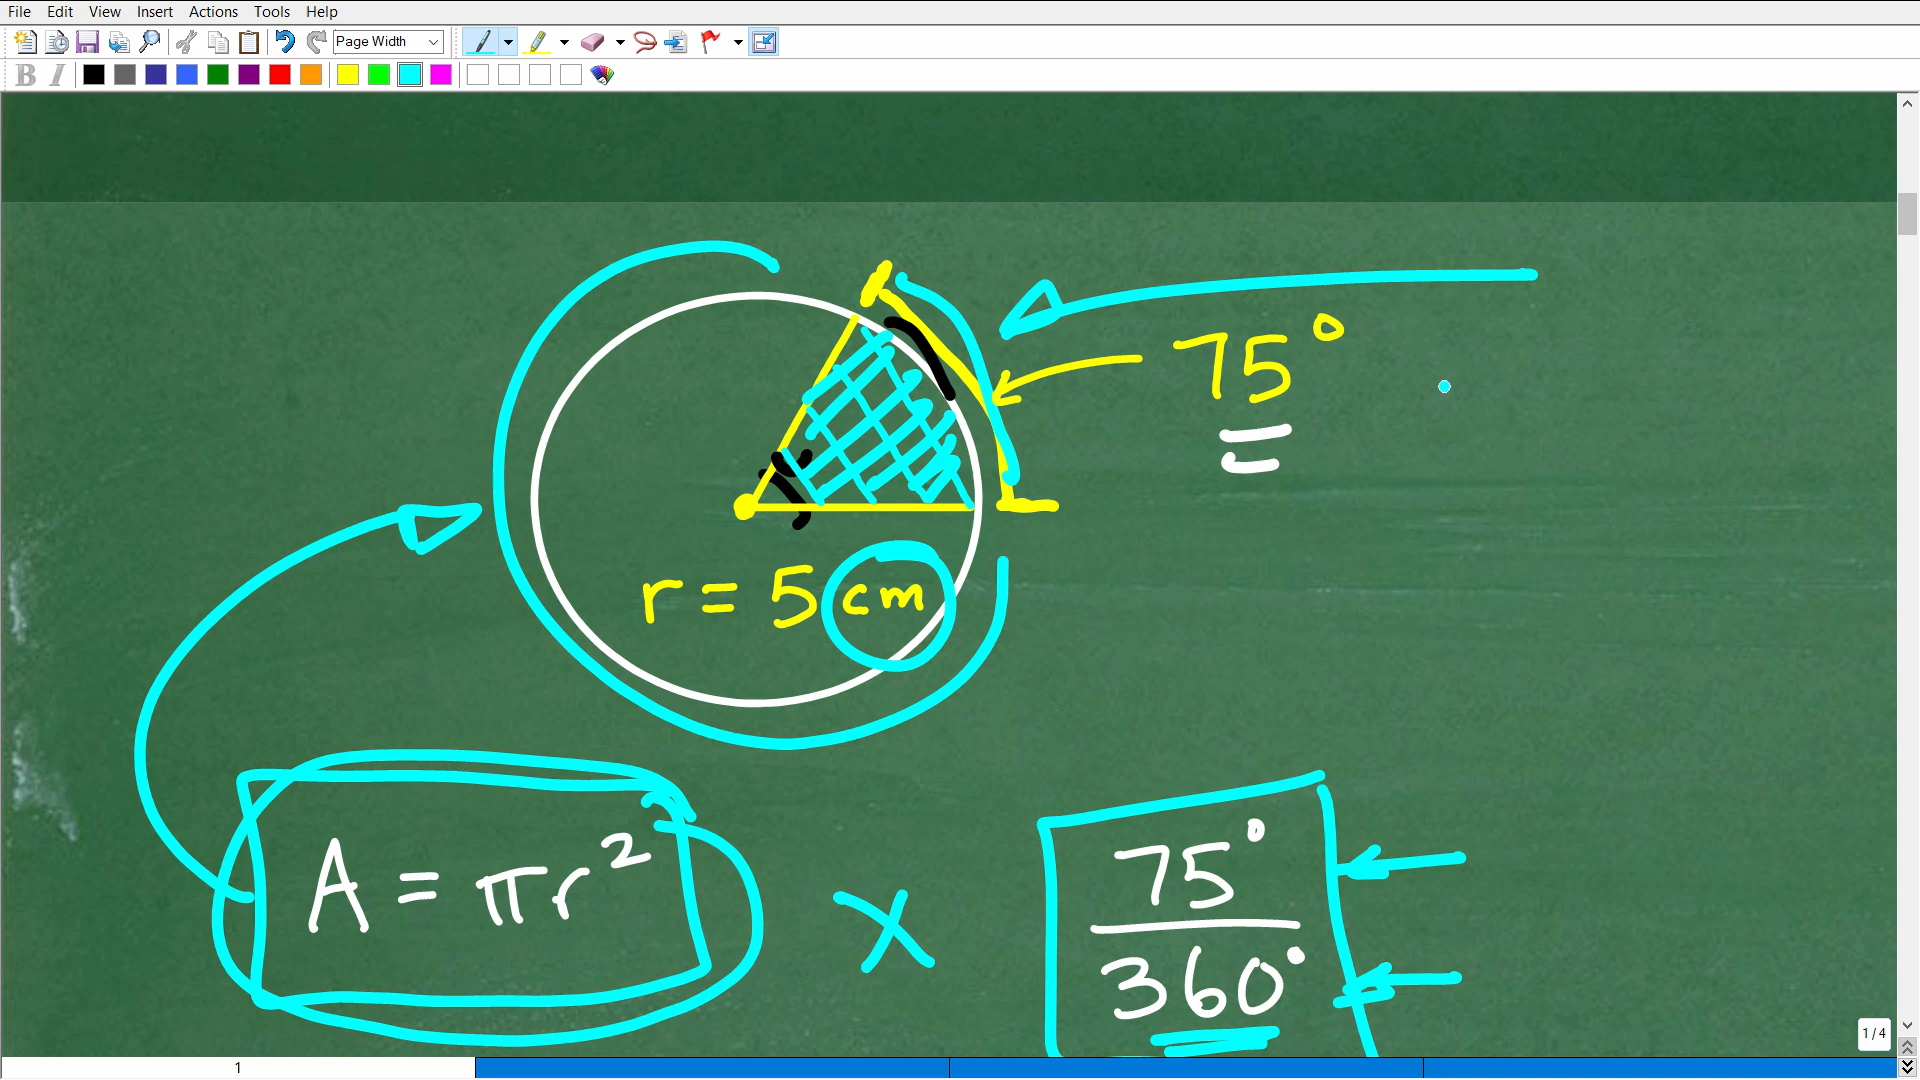 File Edit View Insert Actions Tools Help
Page Width
B I
75°
r = 5 cm
A = πr² × 75°/360°
1 / 4
1